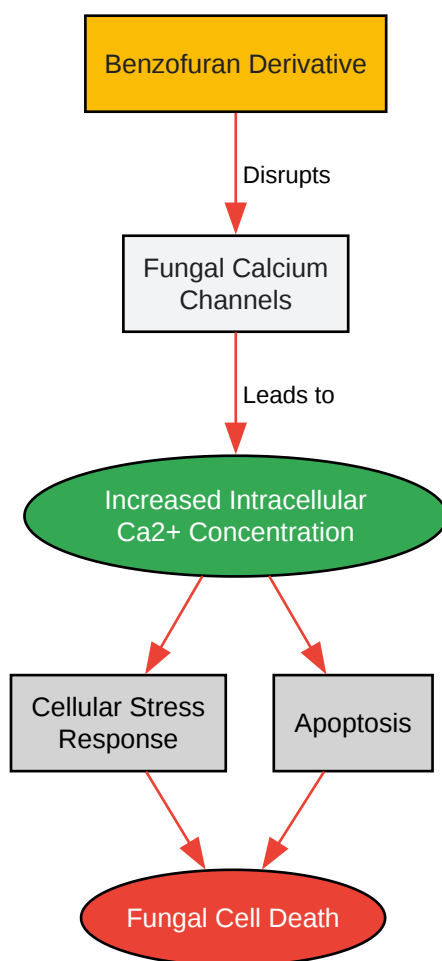 Benzofuran Derivative
Disrupts
Fungal Calcium
Channels
Leads to
Increased Intracellular
Ca2+ Concentration
Cellular Stress
Response
Apoptosis
Fungal Cell Death